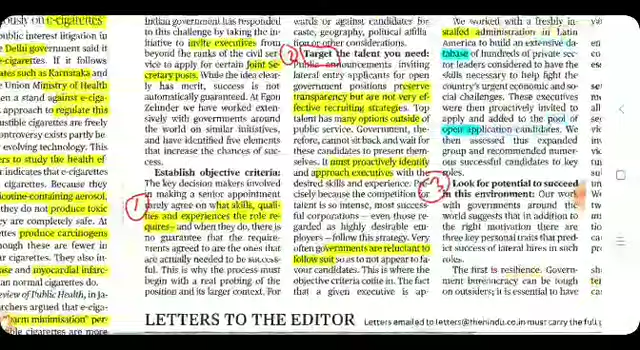 iously on e-cigarettes
public interest litigation in
Delhi government said it
e-cigarettes. If it follows
ates such as Karnataka and
e Union Ministry of Health
en a stand against e-ciga-
approach to regulate this
ustible cigarettes are freely
ontroversy exists partly be-
evolving technology. This
ers to study the health ef-
r indicates that e-cigarettes
cigarettes. Because they
nicotine-containing aerosol,
they do not produce toxic
are completely safe. A
ettes produce carcinogens
hough these are fewer in
ar cigarettes. They also in-
ase and myocardial infarc-
an normal cigarettes do.
review of Public Health, in Ja-
archers argued that e-ciga-
"harm minimisation" per-
ible cigarettes are more
Indian government has responded
to this challenge by taking the in-
itiative to invite executives from
beyond the ranks of the civil ser-
vice to apply for certain Joint Se-
cretary posts. While the idea clear-
ly has merit, success is not
automatically guaranteed. At Egon
Zehnder we have worked exten-
sively with governments around
the world on similar initiatives,
and have identified five elements
that increase the chances of suc-
cess.
1
Establish objective criteria:
The key decision makers involved
in making a senior appointment
rarely agree on what skills, quali-
ties and experiences the role re-
quires – and when they do, there is
no guarantee that the require-
ments agreed to are the ones that
are actually needed to be success-
ful. This is why the process must
begin with a real probing of the
position and its larger context. For
wards or against candidates for
caste, geography, political affilia-
tion or other considerations.
2
Target the talent you need:
Public announcements inviting
lateral entry applicants for open
government positions preserve
transparency but are not very ef-
fective recruiting strategies. Top
talent has many options outside of
public service. Government, the-
refore, cannot sit back and wait for
these candidates to present them-
selves. It must proactively identify
and approach executives with the
desired skills and experience. Pre-
cisely because the competition for
talent is so intense, most success-
ful corporations – even those re-
garded as highly desirable em-
ployers – follow this strategy. Very
often governments are reluctant to
follow suit so as to not appear to fa-
vour candidates. This is where the
objective criteria come in. The fact
that a given executive is ap-
We worked with a freshly in-
stalled administration in Latin
America to build an extensive da-
tabase of hundreds of private sec-
tor leaders considered to have the
skills necessary to help fight the
country's urgent economic and so-
cial challenges. These executives
were then proactively invited to
apply and added to the pool of
open application candidates. We
then assessed this expanded
group and recommended numer-
ous successful candidates to key
roles.
3
Look for potential to succeed
in this environment: Our work
with governments around the
world suggests that in addition to
the right motivation there are
three key personal traits that pre-
dict success of lateral hires in such
roles.
The first is resilience. Govern-
ment bureaucracy can be tough
on outsiders; it is essential to have
LETTERS TO THE EDITOR
Letters emailed to letters@thehindu.co.in must carry the full